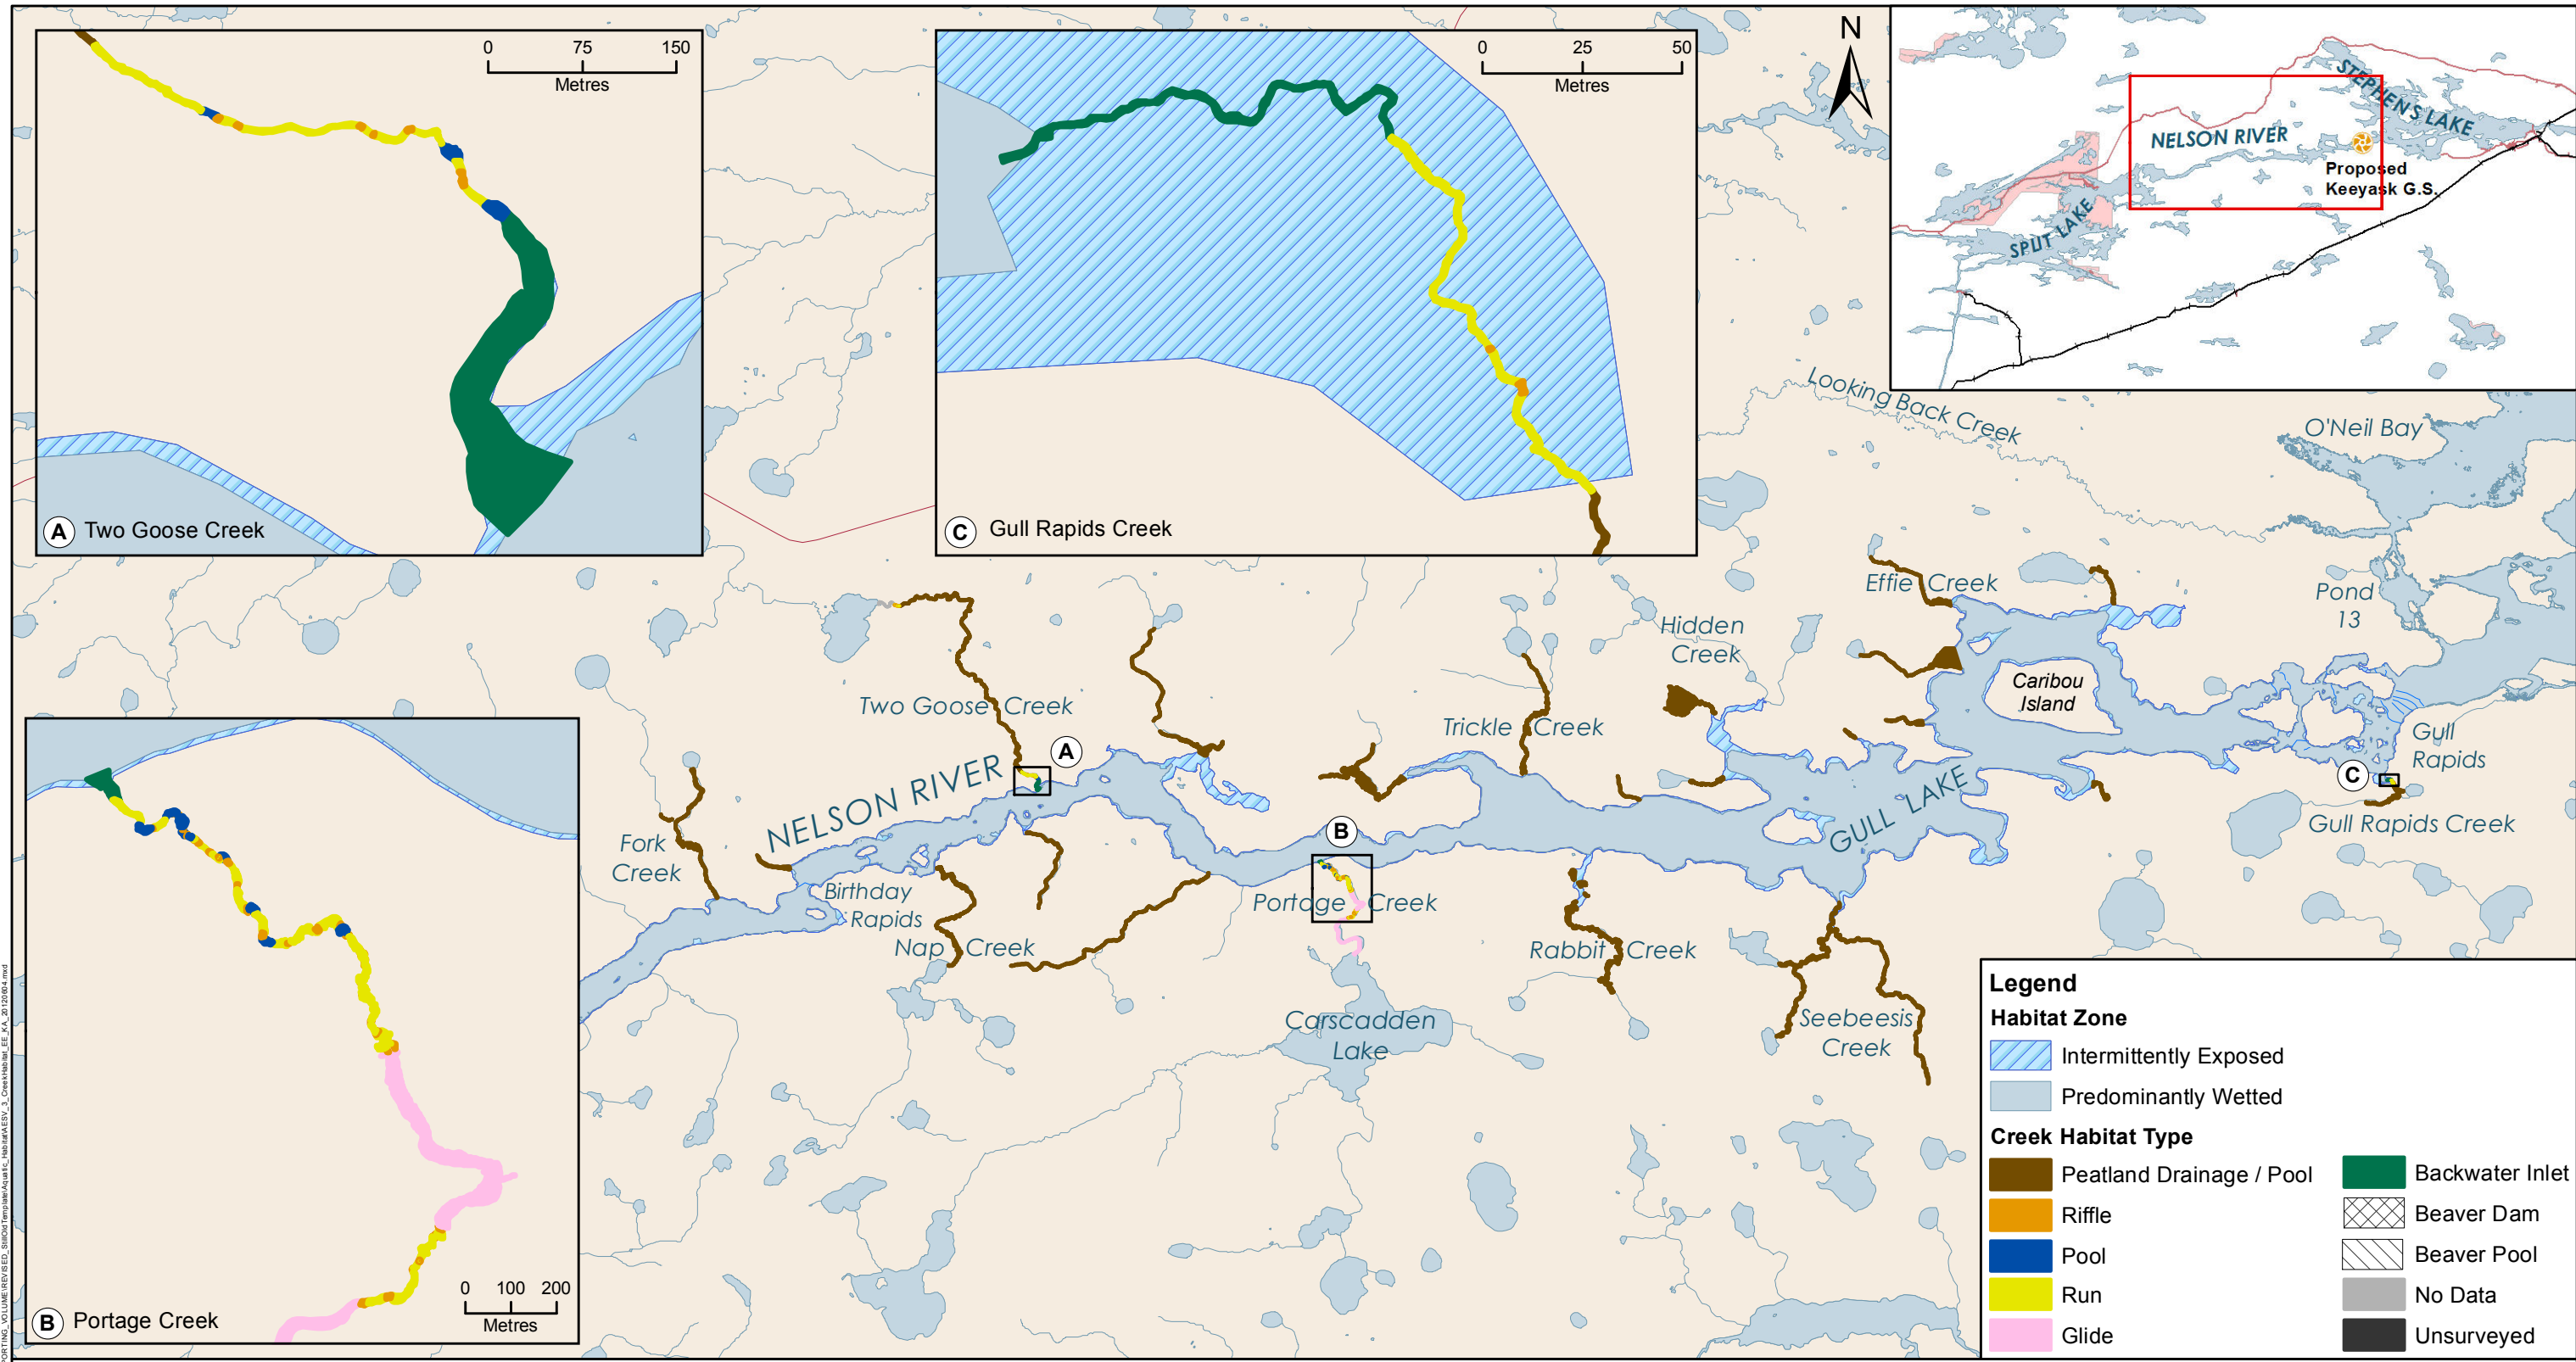 0 75 150
Metres
A Two Goose Creek
0 25 50
Metres
C Gull Rapids Creek
N
STEPHENS LAKE
NELSON RIVER
Proposed
Keeyask G.S.
SPLIT LAKE
Looking Back Creek
O'Neil Bay
Pond
13
Effie Creek
Hidden
Creek
Caribou
Island
Two Goose Creek
Trickle Creek
A
NELSON RIVER
Gull
Rapids
C
GULL LAKE
Gull Rapids Creek
Fork
Creek
B
Birthday
Rapids
Portage Creek
Nap Creek
Rabbit Creek
Carscadden
Lake
Seebeesis
Creek
0 100 200
Metres
B Portage Creek
Legend
Habitat Zone
Intermittently Exposed
Predominantly Wetted
Creek Habitat Type
Peatland Drainage / Pool
Riffle
Pool
Run
Glide
Backwater Inlet
Beaver Dam
Beaver Pool
No Data
Unsurveyed